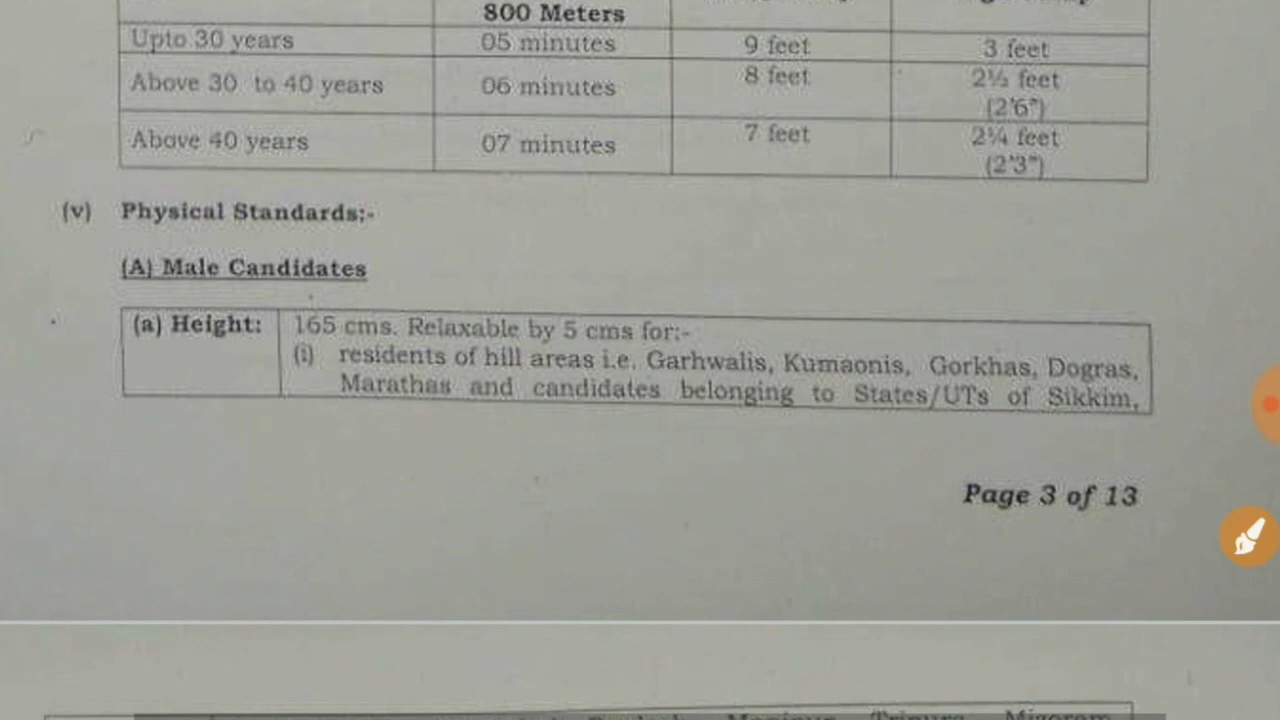 800 Meters
Upto 30 years 05 minutes 9 feet 3 feet
Above 30 to 40 years 06 minutes 8 feet 2½ feet
(2'6")
Above 40 years 07 minutes 7 feet 2¼ feet
(2'3")
(v) Physical Standards:-
(A) Male Candidates
(a) Height: 165 cms. Relaxable by 5 cms for:-
(i) residents of hill areas i.e. Garhwalis, Kumaonis, Gorkhas, Dogras,
Marathas and candidates belonging to States/UTs of Sikkim,
Page 3 of 13
Manipur, Tripura, Mizoram,